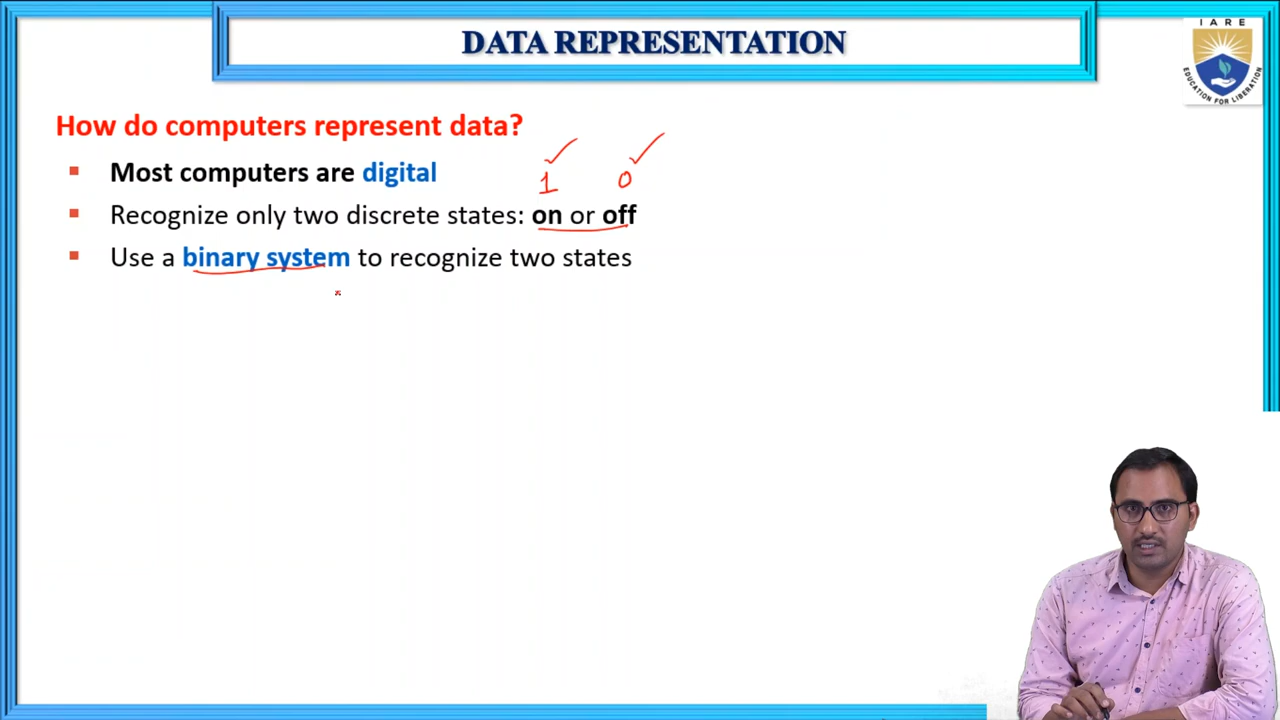 DATA REPRESENTATION
I A R E
EDUCATION FOR LIBERATION
How do computers represent data?
▪ Most computers are digital
1 0
▪ Recognize only two discrete states: on or off
▪ Use a binary system to recognize two states